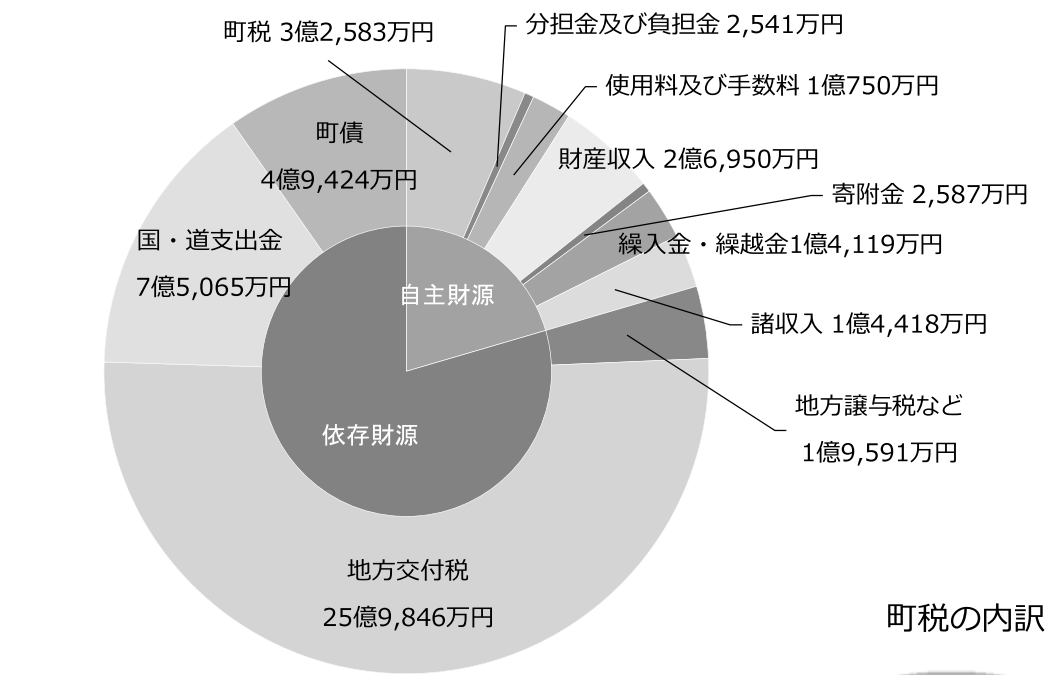 町税 3億2,583万円
分担金及び負担金 2,541万円
使用料及び手数料 1億750万円
町債
4億9,424万円
財産収入 2億6,950万円
寄附金 2,587万円
国・道支出金
7億5,065万円
繰入金・繰越金1億4,119万円
自主財源
諸収入 1億4,418万円
地方譲与税など
1億9,591万円
依存財源
地方交付税
25億9,846万円
町税の内訳